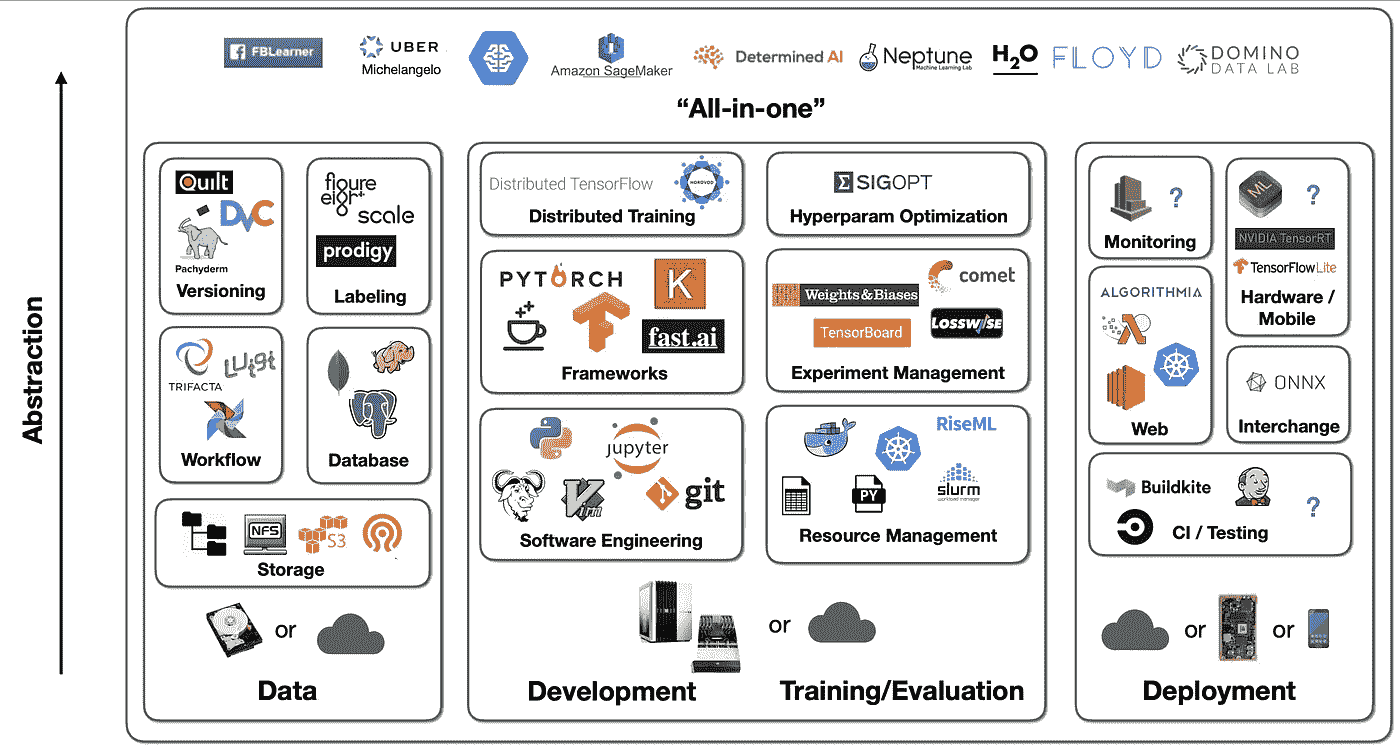 FBLearner
UBER
Michelangelo
Amazon SageMaker
Determined AI
Neptune
Machine Learning Lab
H2O
FLOYD
DOMINO
DATA LAB
“All-in-one”
Abstraction
Quilt
DVC
Pachyderm
Versioning
figure
eight
scale
prodigy
Labeling
TRIFACTA
Luigi
Workflow
Database
NFS
S3
Storage
or
Data
Distributed TensorFlow
HOROVOD
Distributed Training
SIGOPT
Hyperparam Optimization
PYTORCH
K
++
fast.ai
Frameworks
Weights & Biases
comet
TensorBoard
LOSSWISE
Experiment Management
jupyter
Vim
git
Software Engineering
RiseML
PY
slurm
workload manager
Resource Management
or
Development
Training/Evaluation
?
Monitoring
ML
?
NVIDIA TensorRT
TensorFlow Lite
Hardware /
Mobile
ALGORITHMIA
Web
ONNX
Interchange
Buildkite
?
CI / Testing
or
or
Deployment